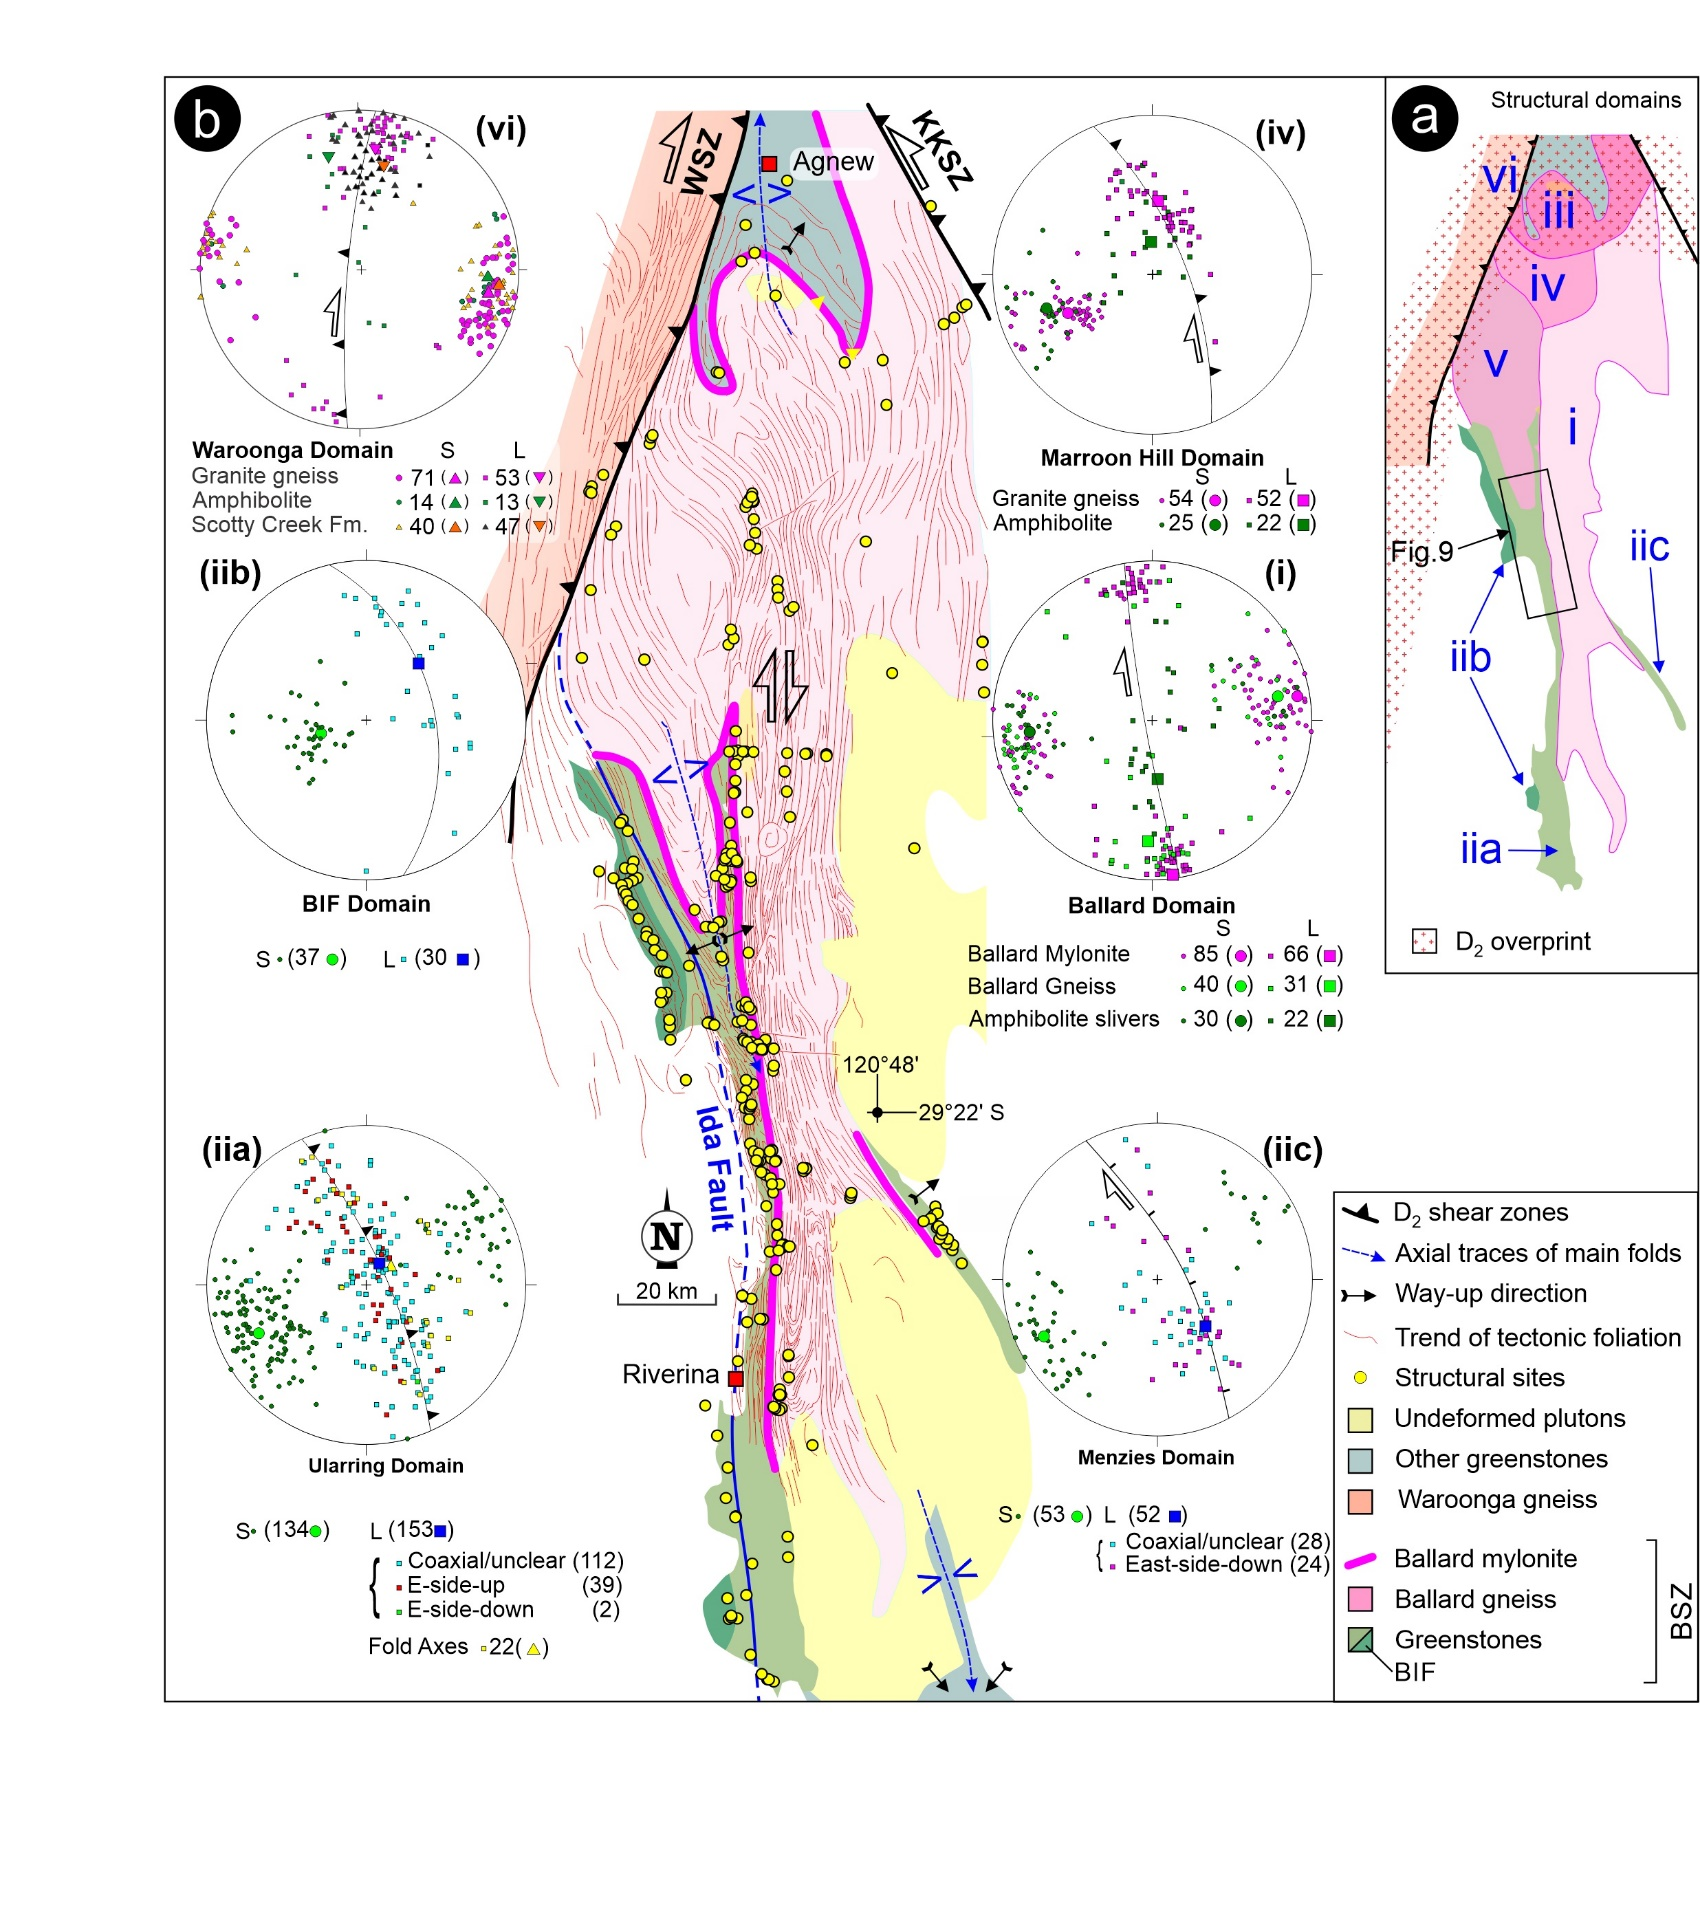 b
(vi)
WSZ
Agnew
KKSZ
(iv)
Waroonga Domain S L
Granite gneiss 71 ( ) 53 ( )
Amphibolite 14 ( ) 13 ( )
Scotty Creek Fm. 40 ( ) 47 ( )
Marroon Hill Domain
S L
Granite gneiss 54 ( ) 52 ( )
Amphibolite 25 ( ) 22 ( )
(iib)
BIF Domain
S (37 ) L (30 )
(i)
Ballard Domain
S L
Ballard Mylonite 85 ( ) 66 ( )
Ballard Gneiss 40 ( ) 31 ( )
Amphibolite slivers 30 ( ) 22 ( )
120°48'
29°22' S
Ida Fault
N
20 km
Riverina
(iia)
Ularring Domain
S (134 ) L (153 )
Coaxial/unclear (112)
E-side-up (39)
E-side-down (2)
Fold Axes 22( )
(iic)
Menzies Domain
S (53 ) L (52 )
Coaxial/unclear (28)
East-side-down (24)
a
Structural domains
vi
iii
iv
v
i
Fig.9
iic
iib
iia
D2 overprint
D2 shear zones
Axial traces of main folds
Way-up direction
Trend of tectonic foliation
Structural sites
Undeformed plutons
Other greenstones
Waroonga gneiss
Ballard mylonite
Ballard gneiss
Greenstones
BIF
BSZ